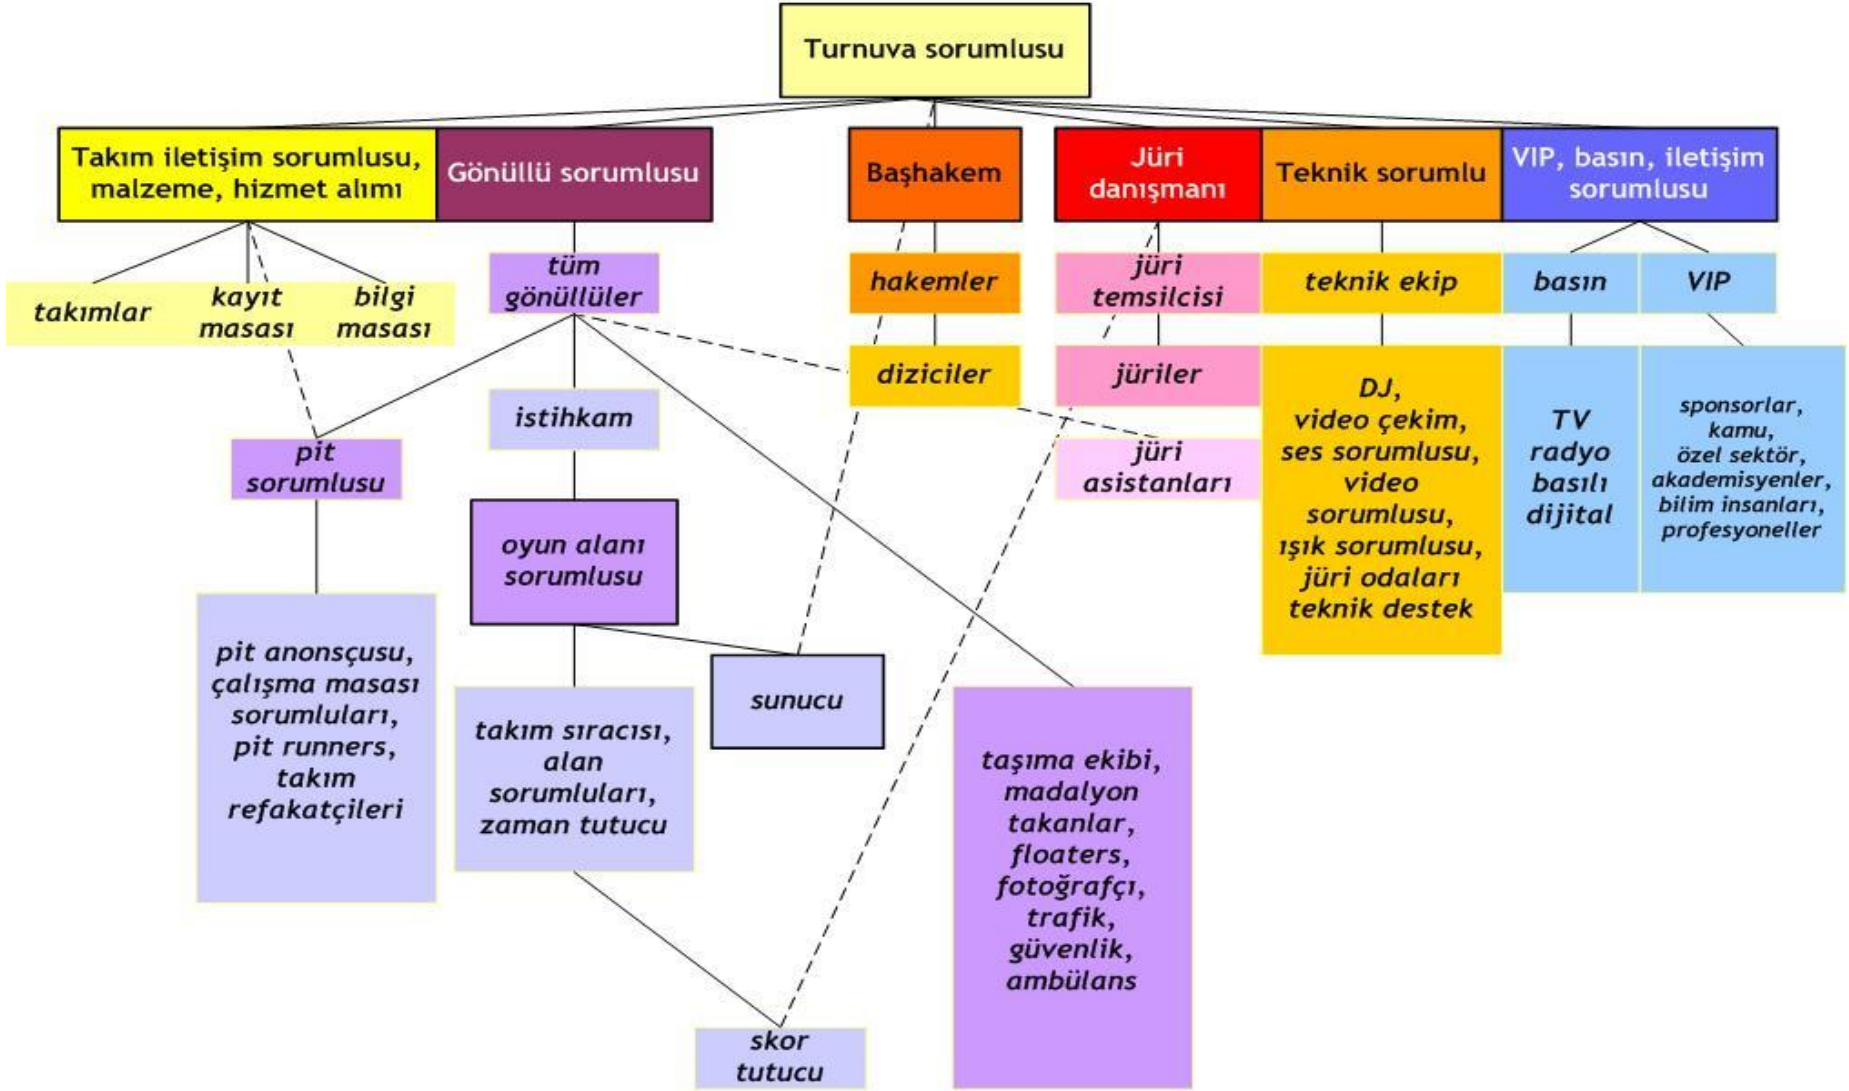 Turnuva sorumlusu
Takım iletişim sorumlusu,
malzeme, hizmet alımı
Gönüllü sorumlusu
Başhakem
Jüri
danışmanı
Teknik sorumlu
VIP, basın, iletişim
sorumlusu
takımlar
kayıt
masası
bilgi
masası
tüm
gönüllüler
hakemler
jüri
temsilcisi
teknik ekip
basın
VIP
diziciler
jüriler
istihkam
pit
sorumlusu
jüri
asistanları
DJ,
video çekim,
ses sorumlusu,
video
sorumlusu,
ışık sorumlusu,
jüri odaları
teknik destek
TV
radyo
basılı
dijital
sponsorlar,
kamu,
özel sektör,
akademisyenler,
bilim insanları,
profesyoneller
oyun alanı
sorumlusu
pit anonsçusu,
çalışma masası
sorumluları,
pit runners,
takım
refakatçileri
takım sıracısı,
alan
sorumluları,
zaman tutucu
sunucu
taşıma ekibi,
madalyon
takanlar,
floaters,
fotoğrafçı,
trafik,
güvenlik,
ambülans
skor
tutucu